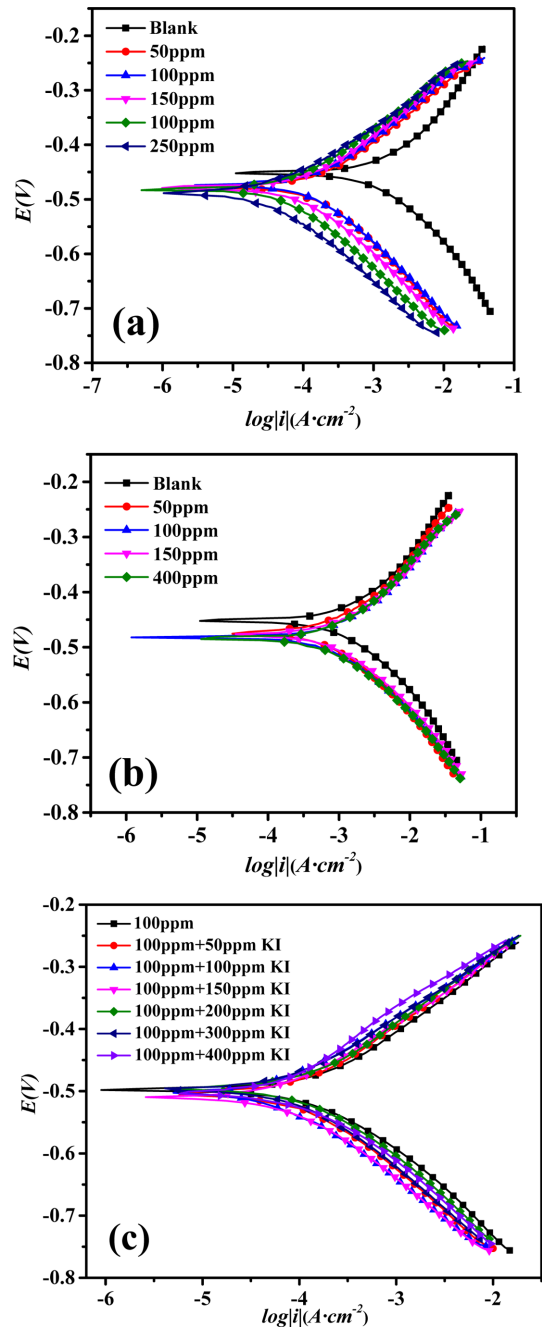 -0.2
-0.3
-0.4
-0.5
-0.6
-0.7
-0.8
E(V)
Blank
50ppm
100ppm
150ppm
100ppm
250ppm
(a)
-7 -6 -5 -4 -3 -2 -1
log|i|(A·cm⁻²)
-0.2
-0.3
-0.4
-0.5
-0.6
-0.7
-0.8
E(V)
Blank
50ppm
100ppm
150ppm
400ppm
(b)
-6 -5 -4 -3 -2 -1
log|i|(A·cm⁻²)
-0.2
-0.3
-0.4
-0.5
-0.6
-0.7
-0.8
E(V)
100ppm
100ppm+50ppm KI
100ppm+100ppm KI
100ppm+150ppm KI
100ppm+200ppm KI
100ppm+300ppm KI
100ppm+400ppm KI
(c)
-6 -5 -4 -3 -2
log|i|(A·cm⁻²)